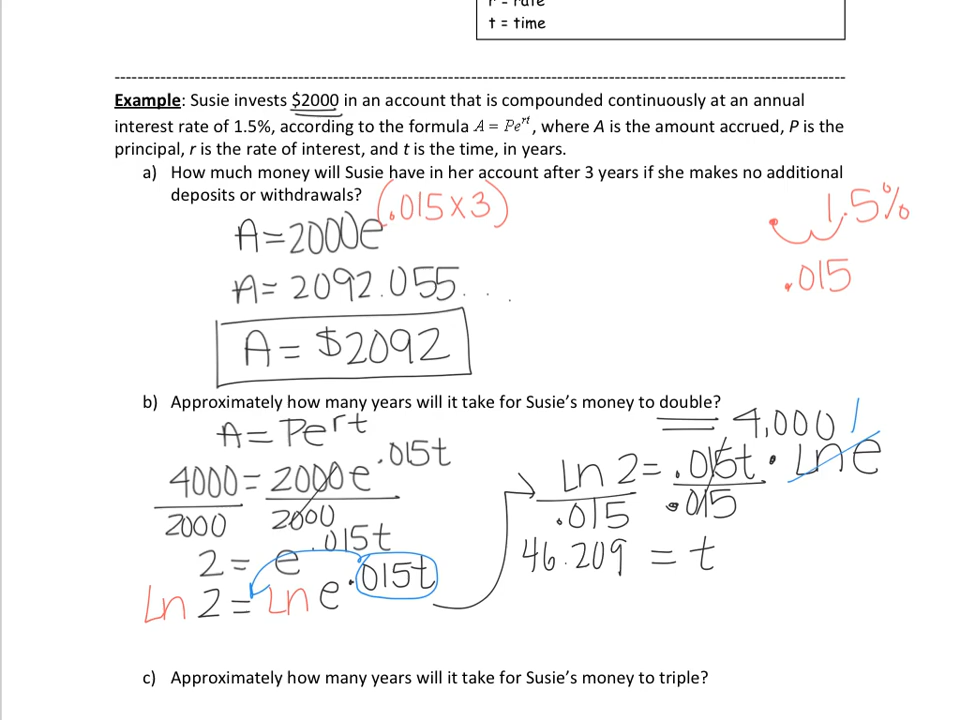 r = rate
t = time
Example: Susie invests $2000 in an account that is compounded continuously at an annual
interest rate of 1.5%, according to the formula A = Pe^rt, where A is the amount accrued, P is the
principal, r is the rate of interest, and t is the time, in years.
a) How much money will Susie have in her account after 3 years if she makes no additional
deposits or withdrawals?
A=2000e^(.015x3)
1.5%
.015
A= 2092.055...
A= $2092
b) Approximately how many years will it take for Susie's money to double?
= 4,000
A= Pe^rt
4000=2000e^.015t
2000 2000
2= e^.015t
Ln 2= Ln e^.015t
Ln 2= .015t • Ln e
.015 .015
1
46.209 = t
c) Approximately how many years will it take for Susie's money to triple?